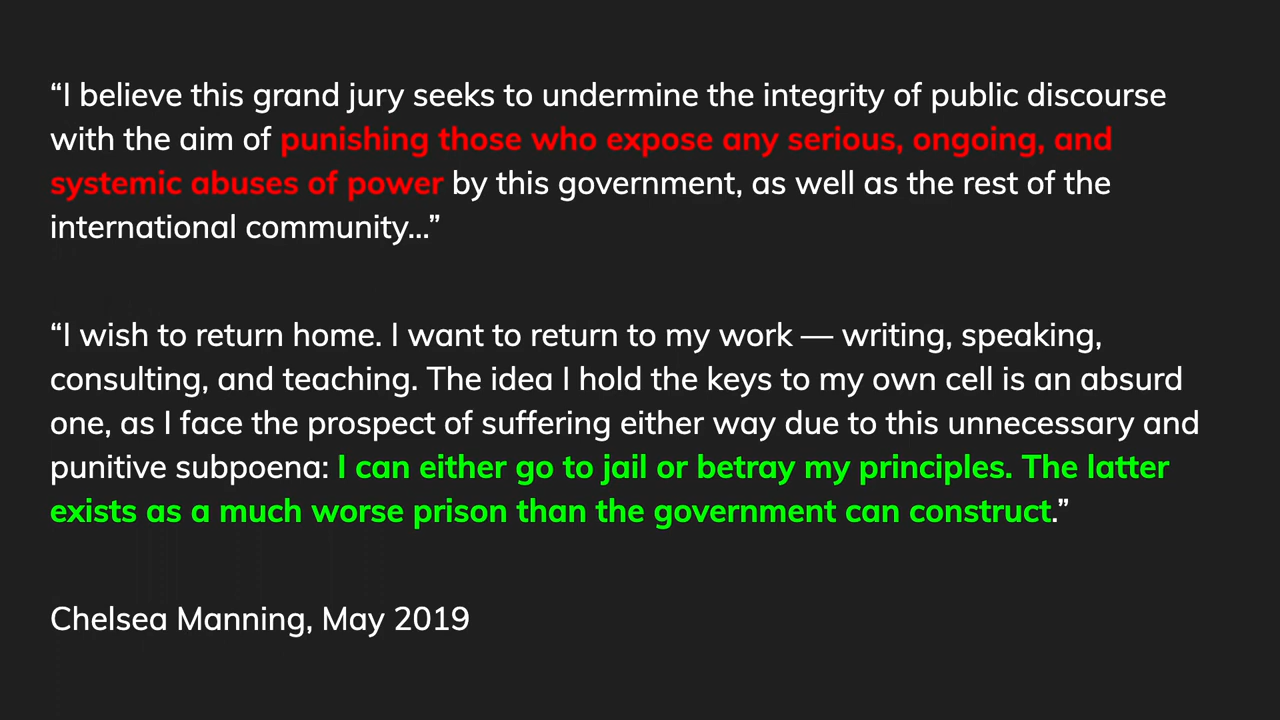 “I believe this grand jury seeks to undermine the integrity of public discourse
with the aim of punishing those who expose any serious, ongoing, and
systemic abuses of power by this government, as well as the rest of the
international community...”
“I wish to return home. I want to return to my work — writing, speaking,
consulting, and teaching. The idea I hold the keys to my own cell is an absurd
one, as I face the prospect of suffering either way due to this unnecessary and
punitive subpoena: I can either go to jail or betray my principles. The latter
exists as a much worse prison than the government can construct.”
Chelsea Manning, May 2019